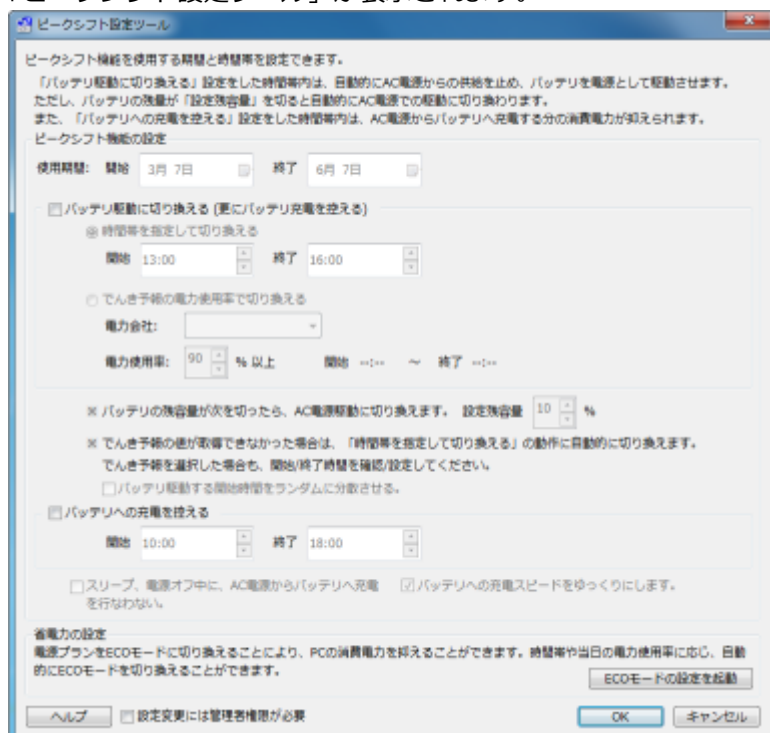 「ピークシフト設定ツール」が表示されます。
ピークシフト設定ツール
ピークシフト機能を使用する期間と時間帯を設定できます。
「バッテリ駆動に切り換える」設定をした時間帯内は、自動的にAC電源からの供給を止め、バッテリを電源として駆動させます。
ただし、バッテリの残量が「設定残容量」を切ると自動的にAC電源での駆動に切り換わります。
また、「バッテリへの充電を控える」設定をした時間帯内は、AC電源からバッテリへ充電する分の消費電力が抑えられます。
ピークシフト機能の設定
使用期間: 開始 3月 7日 終了 6月 7日
バッテリ駆動に切り換える (更にバッテリ充電を控える)
時間帯を指定して切り換える
開始 13:00 終了 16:00
でんき予報の電力使用率で切り換える
電力会社:
電力使用率: 90 % 以上 開始 --:-- ～ 終了 --:--
※ バッテリの残容量が次を切ったら、AC電源駆動に切り換えます。 設定残容量 10 %
※ でんき予報の値が取得できなかった場合は、「時間帯を指定して切り換える」の動作に自動的に切り換えます。
でんき予報を選択した場合も、開始/終了時間を確認/設定してください。
バッテリ駆動する開始時間をランダムに分散させる。
バッテリへの充電を控える
開始 10:00 終了 18:00
スリープ、電源オフ中に、AC電源からバッテリへ充電 バッテリへの充電スピードをゆっくりにします。
を行なわない。
省電力の設定
電源プランをECOモードに切り換えることにより、PCの消費電力を抑えることができます。時間帯や当日の電力使用率に応じ、自動
的にECOモードを切り換えることができます。
ECOモードの設定を起動
ヘルプ 設定変更には管理者権限が必要 OK キャンセル